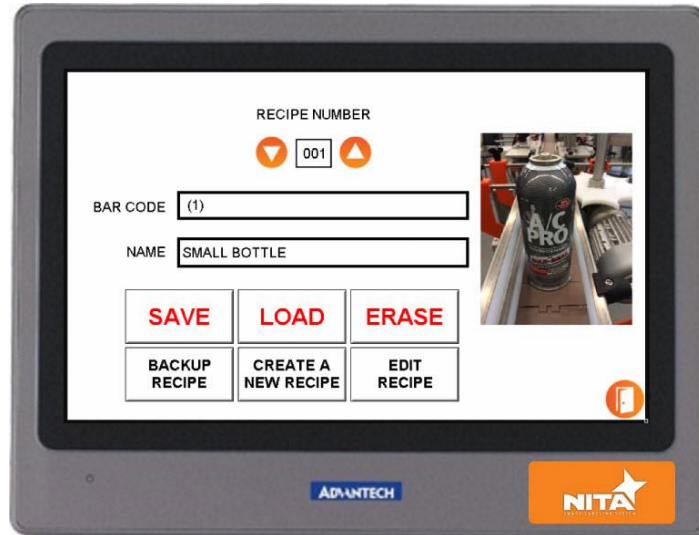 RECIPE NUMBER
001
BAR CODE
(1)
NAME
SMALL BOTTLE
A/C
PRO
SAVE
LOAD
ERASE
BACKUP
RECIPE
CREATE A
NEW RECIPE
EDIT
RECIPE
ADVANTECH
NITA